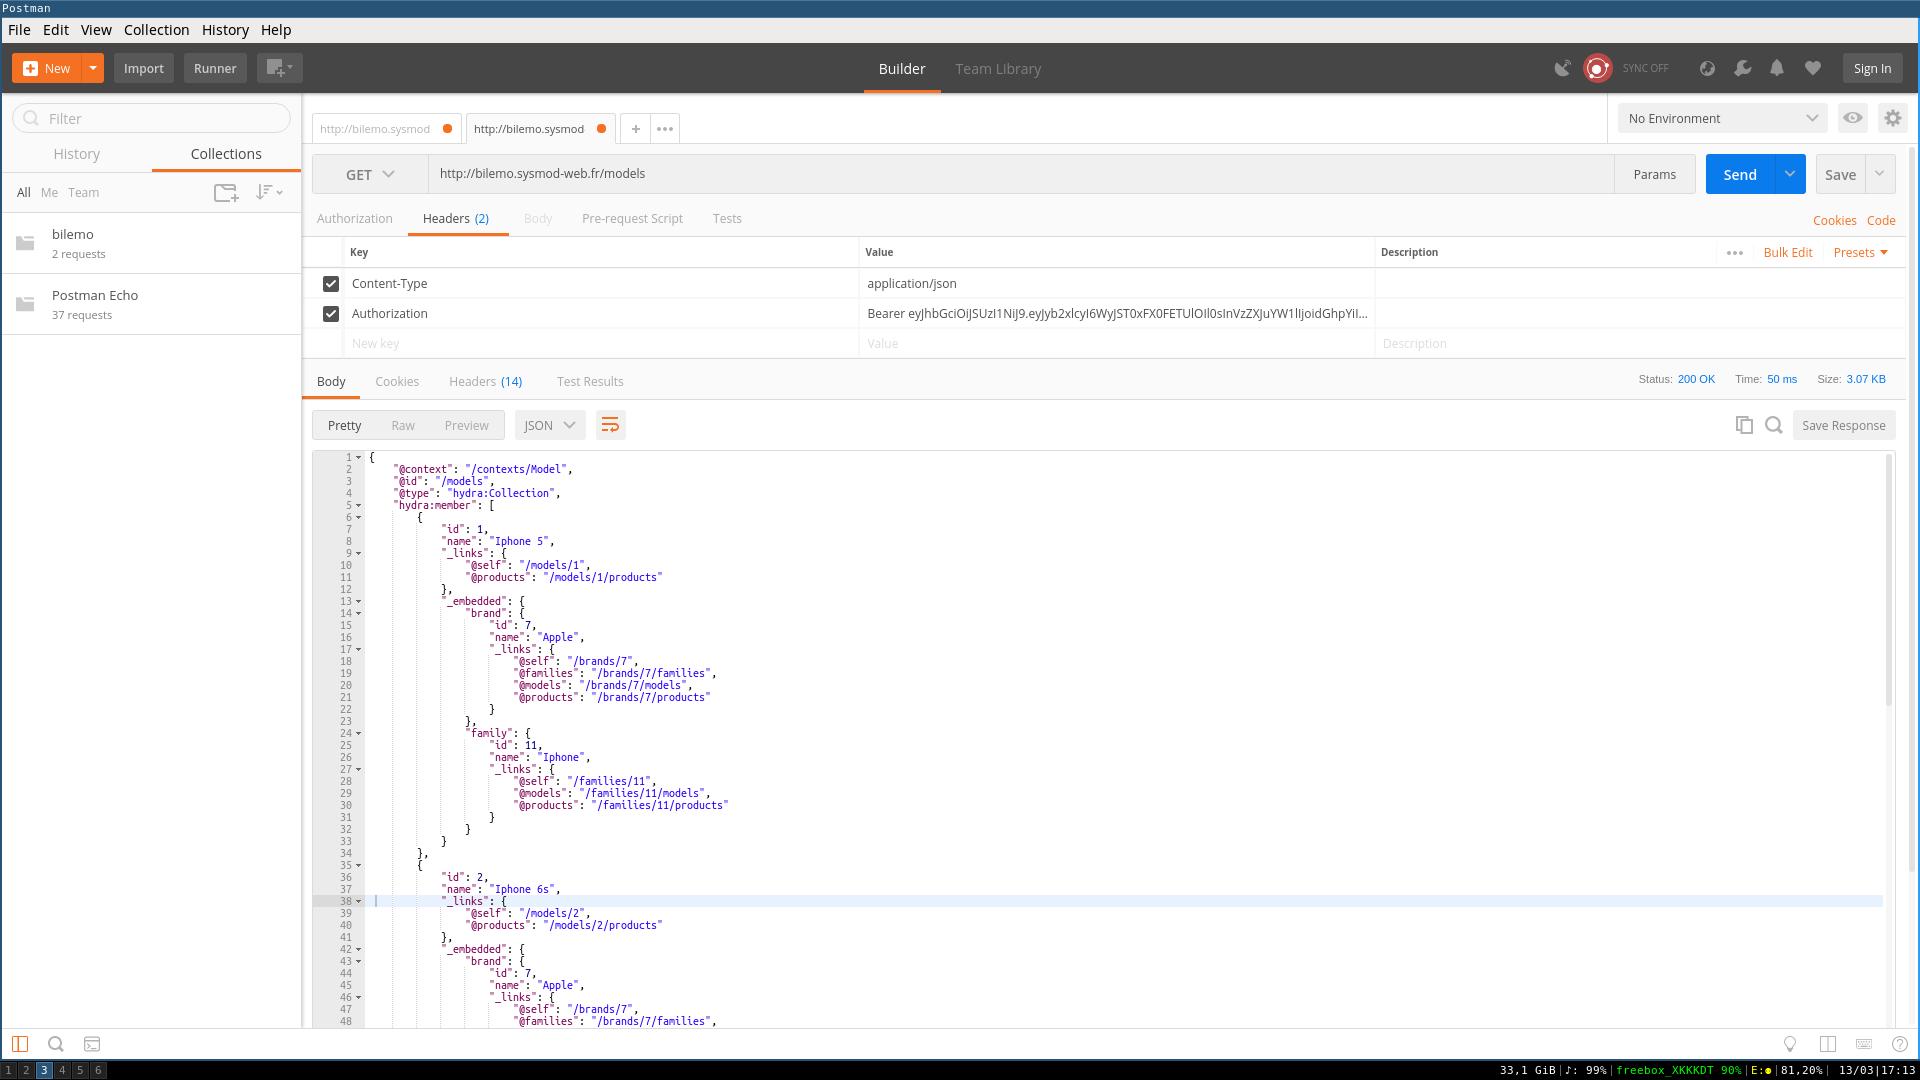 Postman
File Edit View Collection History Help
New Import Runner Builder Team Library SYNC OFF Sign In
Filter
History Collections
All Me Team
bilemo
2 requests
Postman Echo
37 requests
http://bilemo.sysmod http://bilemo.sysmod + ••• No Environment
GET http://bilemo.sysmod-web.fr/models Params Send Save
Authorization Headers (2) Body Pre-request Script Tests Cookies Code
Key Value Description ••• Bulk Edit Presets
Content-Type application/json
Authorization Bearer
New key Value Description
Body Cookies Headers (14) Test Results Status: 200 OK Time: 50 ms Size: 3.07 KB
Pretty Raw Preview JSON Save Response
1 {
2 "@context": "/contexts/Model",
3 "@id": "/models",
4 "@type": "hydra:Collection",
5 "hydra:member": [
6 {
7 "id": 1,
8 "name": "Iphone 5",
9 "_links": {
10 "@self": "/models/1",
11 "@products": "/models/1/products"
12 },
13 "_embedded": {
14 "brand": {
15 "id": 7,
16 "name": "Apple",
17 "_links": {
18 "@self": "/brands/7",
19 "@families": "/brands/7/families",
20 "@models": "/brands/7/models",
21 "@products": "/brands/7/products"
22 }
23 },
24 "family": {
25 "id": 11,
26 "name": "Iphone",
27 "_links": {
28 "@self": "/families/11",
29 "@models": "/families/11/models",
30 "@products": "/families/11/products"
31 }
32 }
33 }
34 },
35 {
36 "id": 2,
37 "name": "Iphone 6s",
38 "_links": {
39 "@self": "/models/2",
40 "@products": "/models/2/products"
41 },
42 "_embedded": {
43 "brand": {
44 "id": 7,
45 "name": "Apple",
46 "_links": {
47 "@self": "/brands/7",
48 "@families": "/brands/7/families",
1 2 3 4 5 6 33,1 GiB|♪: 99%|freebox_XKKKDT 90%|E:●|81,20%| 13/03|17:13